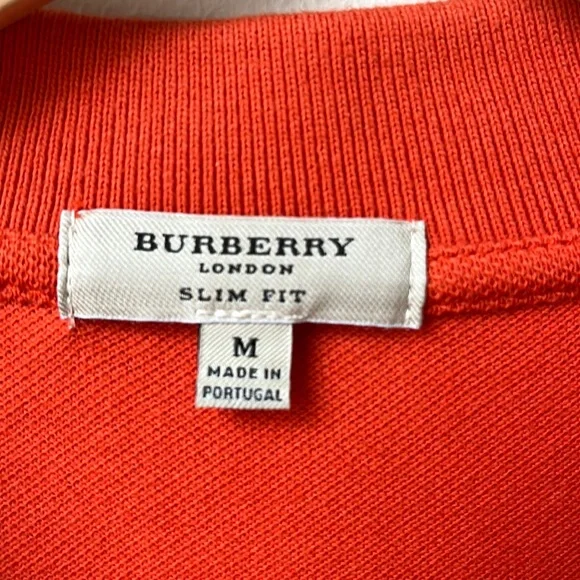 BURBERRY
LONDON
SLIM FIT
M
MADE IN
PORTUGAL